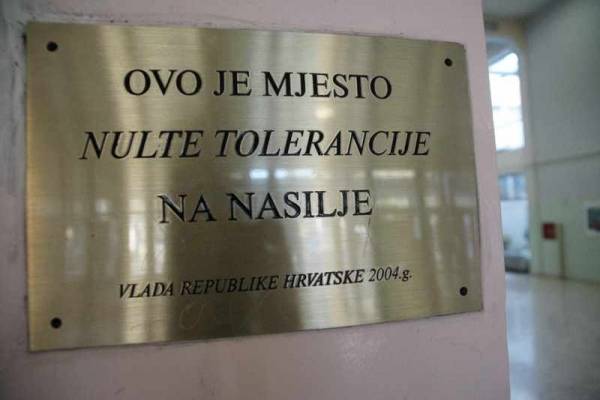 OVO JE MJESTO
NULTE TOLERANCIJE
NA NASILJE
VLADA REPUBLIKE HRVATSKE 2004.g.